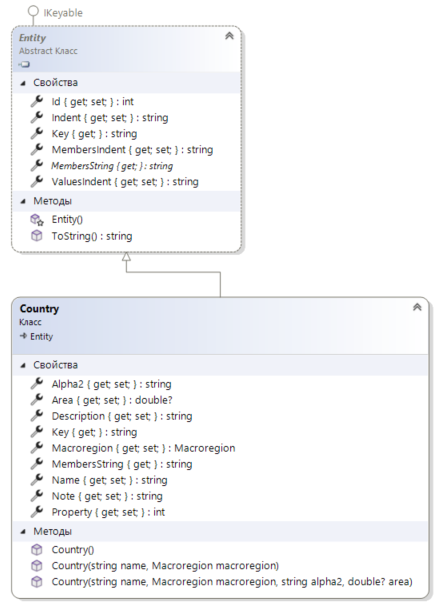 IKeyable
Entity
Abstract Класс
Свойства
Id { get; set; } : int
Indent { get; set; } : string
Key { get; } : string
MembersIndent { get; set; } : string
MembersString { get; } : string
ValuesIndent { get; set; } : string
Методы
Entity()
ToString() : string
Country
Класс
Entity
Свойства
Alpha2 { get; set; } : string
Area { get; set; } : double?
Description { get; set; } : string
Key { get; } : string
Macroregion { get; set; } : Macroregion
MembersString { get; } : string
Name { get; set; } : string
Note { get; set; } : string
Property { get; set; } : int
Методы
Country()
Country(string name, Macroregion macroregion)
Country(string name, Macroregion macroregion, string alpha2, double? area)